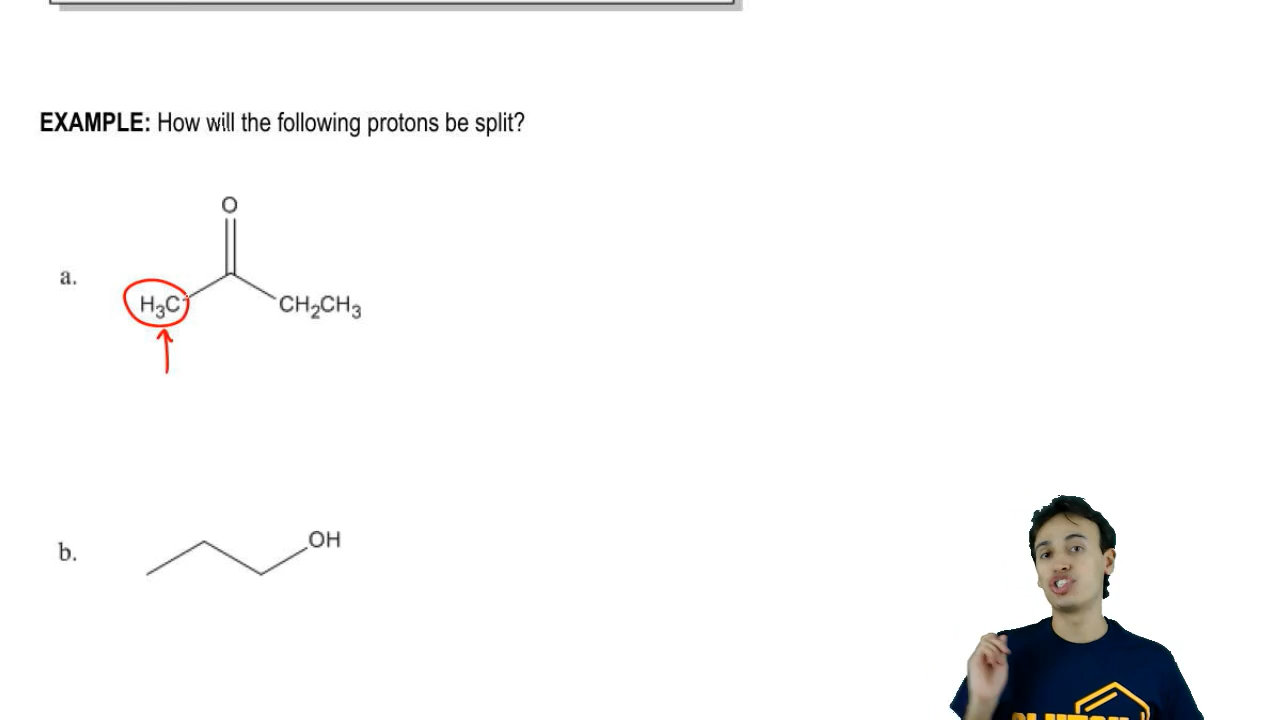 EXAMPLE: How will the following protons be split?
O
a.
H₃C
CH₂CH₃
b.
OH